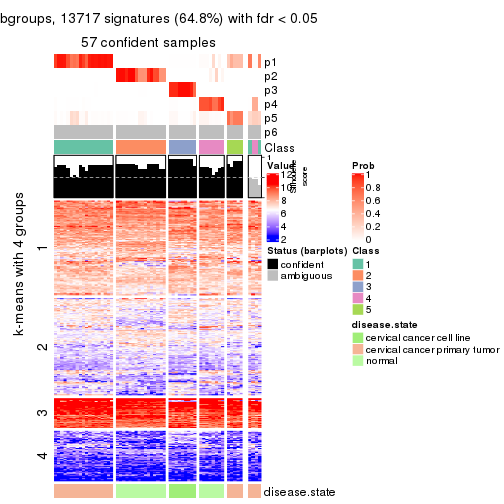 bgroups, 13717 signatures (64.8%) with fdr < 0.05
57 confident samples
p1
p2
p3
p4
p5
p6
Class
1
2
3
4
k-means with 4 groups
disease.state
Value
12
10
8
6
4
2
Silhouette
score
1
Prob
1
0.8
0.6
0.4
0.2
0
Status (barplots)
confident
ambiguous
Class
1
2
3
4
5
disease.state
cervical cancer cell line
cervical cancer primary tumor
normal